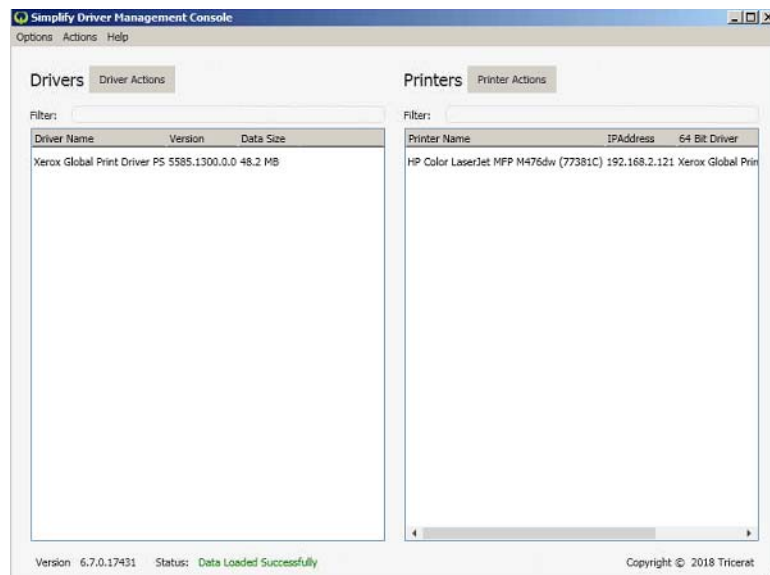 Simplify Driver Management Console
Options Actions Help
Drivers Driver Actions
Printers Printer Actions
Filter:
Filter:
Driver Name Version Data Size
Printer Name IPAddress 64 Bit Driver
Xerox Global Print Driver PS 5585.1300.0.0 48.2 MB
HP Color LaserJet MFP M476dw (77381C) 192.168.2.121 Xerox Global Prin
Version 6.7.0.17431 Status: Data Loaded Successfully
Copyright © 2018 Tricerat